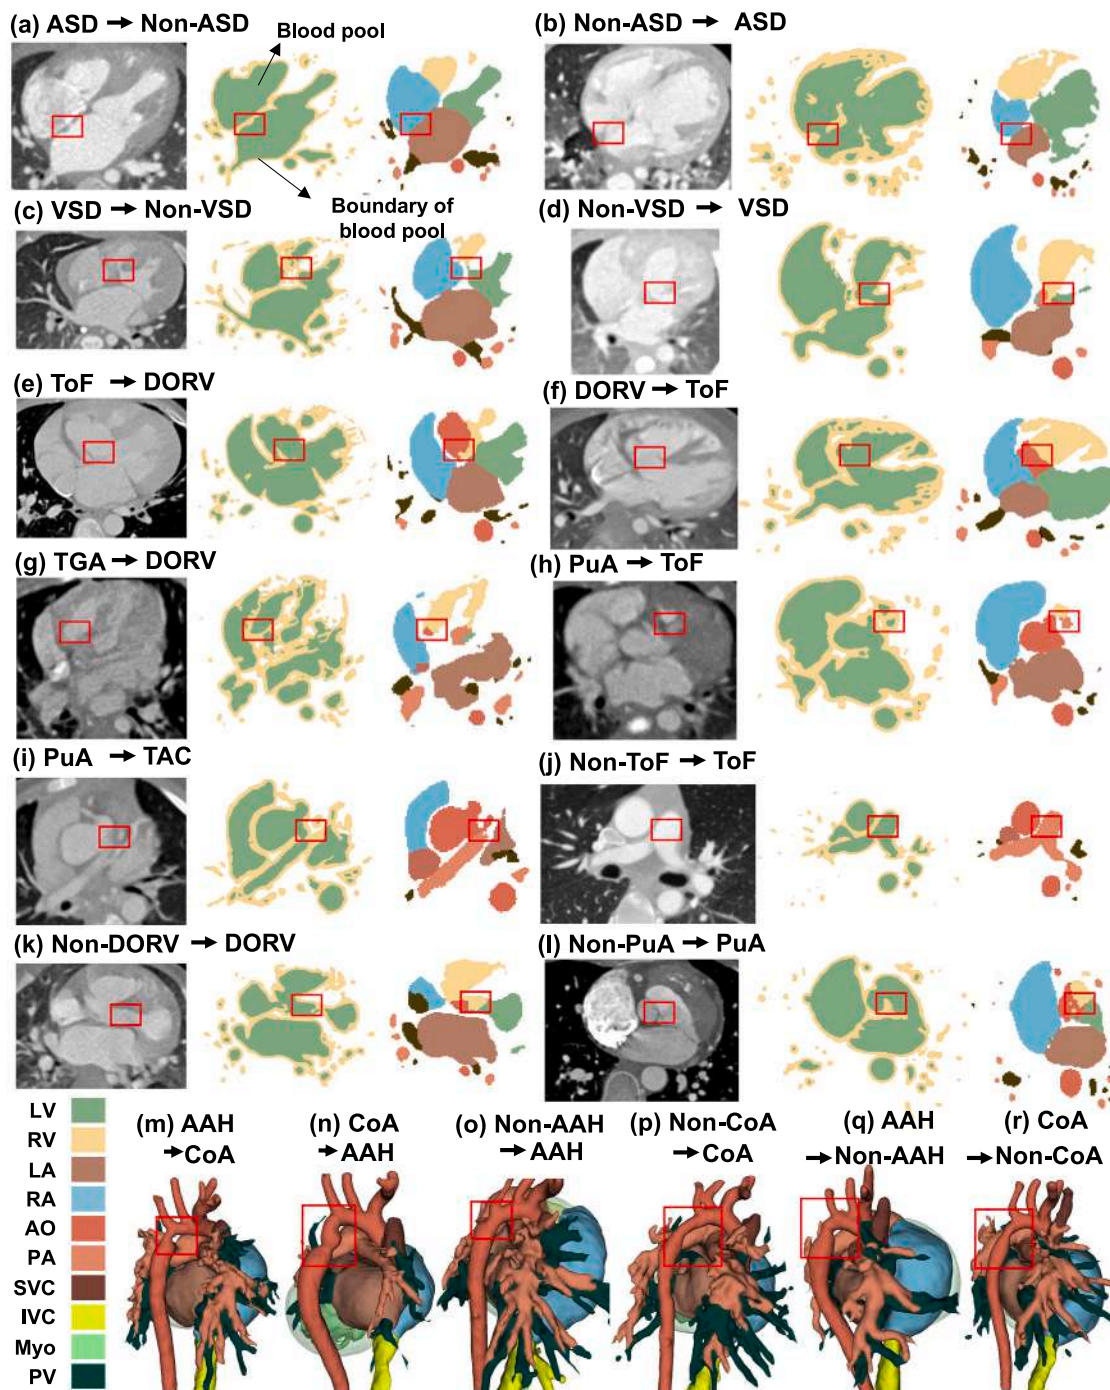 (a) ASD → Non-ASD
Blood pool
(b) Non-ASD → ASD
Boundary of
blood pool
(c) VSD → Non-VSD
(d) Non-VSD → VSD
(e) ToF → DORV
(f) DORV → ToF
(g) TGA → DORV
(h) PuA → ToF
(i) PuA → TAC
(j) Non-ToF → ToF
(k) Non-DORV → DORV
(l) Non-PuA → PuA
LV
RV
LA
RA
AO
PA
SVC
IVC
Myo
PV
(m) AAH
→ CoA
(n) CoA
→ AAH
(o) Non-AAH
→ AAH
(p) Non-CoA
→ CoA
(q) AAH
→ Non-AAH
(r) CoA
→ Non-CoA